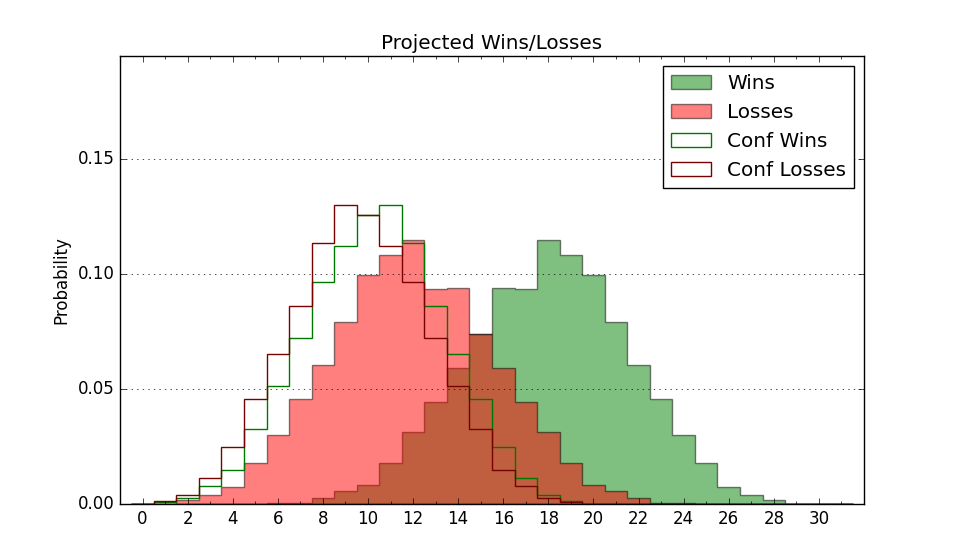 Projected Wins/Losses
Wins
Losses
Conf Wins
Conf Losses
Probability
0.15
0.10
0.05
0.00
0 2 4 6 8 10 12 14 16 18 20 22 24 26 28 30